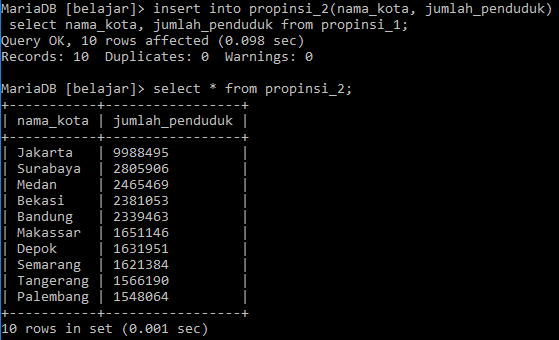 MariaDB [belajar]> insert into propinsi_2(nama_kota, jumlah_penduduk)
 select nama_kota, jumlah_penduduk from propinsi_1;
Query OK, 10 rows affected (0.098 sec)
Records: 10  Duplicates: 0  Warnings: 0

MariaDB [belajar]> select * from propinsi_2;
+-----------+-----------------+
| nama_kota | jumlah_penduduk |
+-----------+-----------------+
| Jakarta   | 9988495         |
| Surabaya  | 2805906         |
| Medan     | 2465469         |
| Bekasi    | 2381053         |
| Bandung   | 2339463         |
| Makassar  | 1651146         |
| Depok     | 1631951         |
| Semarang  | 1621384         |
| Tangerang | 1566190         |
| Palembang | 1548064         |
+-----------+-----------------+
10 rows in set (0.001 sec)